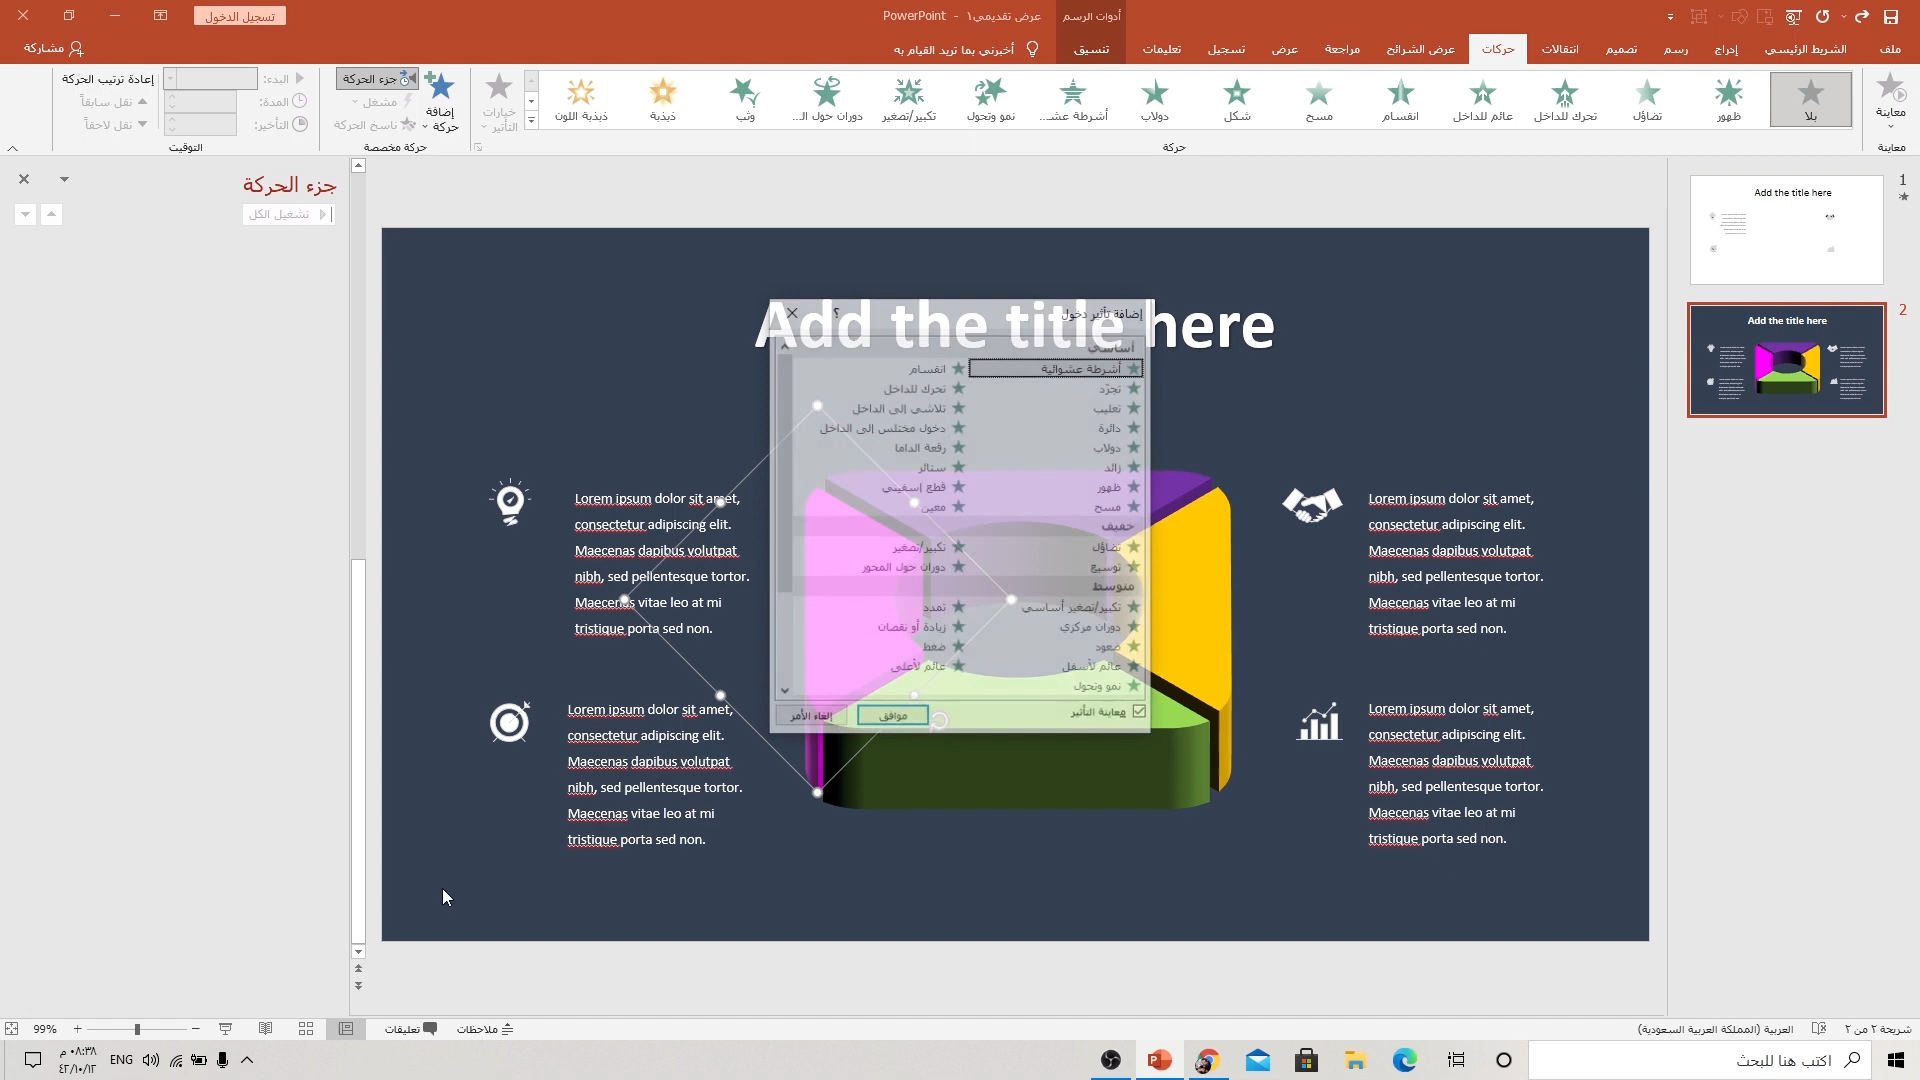 تسجيل الدخول
عرض تقديمي١ - PowerPoint
أدوات الرسم
ملف
الشريط الرئيسي
إدراج
رسم
تصميم
انتقالات
حركات
عرض الشرائح
مراجعة
عرض
تسجيل
تعليمات
تنسيق
أخبرني بما تريد القيام به
مشاركة
معاينة
بلا
ظهور
تضاؤل
تحرك للداخل
عائم للداخل
انقسام
مسح
شكل
دولاب
أشرطة عشـ...
نمو وتحول
تكبير/تصغير
دوران حول الـ...
وثب
ذبذبة
ذبذبة اللون
خيارات التأثير
إضافة حركة
جزء الحركة
مشغل
ناسخ الحركة
البدء:
المدة:
التأخير:
إعادة ترتيب الحركة
نقل سابقاً
نقل لاحقاً
معاينة
حركة
حركة مخصصة
التوقيت
جزء الحركة
تشغيل الكل
1
Add the title here
2
Add the title here
Add the title here
إضافة تأثير دخول
?
أساسي
أشرطة عشوائية
انقسام
تجرّد
تحرك للداخل
تعليب
تلاشي إلى الداخل
دائرة
دخول مختلس إلى الداخل
دولاب
رقعة الداما
زائد
ستائر
ظهور
قطع إسفيني
مسح
معين
خفيف
تضاؤل
تكبير/تصغير
توسيع
دوران حول المحور
متوسط
تكبير/تصغير أساسي
تمدد
دوران مركزي
زيادة أو نقصان
صعود
ضغط
عائم لأسفل
عائم لأعلى
نمو وتحول
معاينة التأثير
موافق
إلغاء الأمر
Lorem ipsum dolor sit amet,
consectetur adipiscing elit.
Maecenas dapibus volutpat
nibh, sed pellentesque tortor.
Maecenas vitae leo at mi
tristique porta sed non.
Lorem ipsum dolor sit amet,
consectetur adipiscing elit.
Maecenas dapibus volutpat
nibh, sed pellentesque tortor.
Maecenas vitae leo at mi
tristique porta sed non.
Lorem ipsum dolor sit amet,
consectetur adipiscing elit.
Maecenas dapibus volutpat
nibh, sed pellentesque tortor.
Maecenas vitae leo at mi
tristique porta sed non.
Lorem ipsum dolor sit amet,
consectetur adipiscing elit.
Maecenas dapibus volutpat
nibh, sed pellentesque tortor.
Maecenas vitae leo at mi
tristique porta sed non.
شريحة ٢ من ٢
العربية (المملكة العربية السعودية)
ملاحظات
تعليقات
99%
اكتب هنا للبحث
ENG
٠٨:٣٨ م
٤٢/١٠/١٢